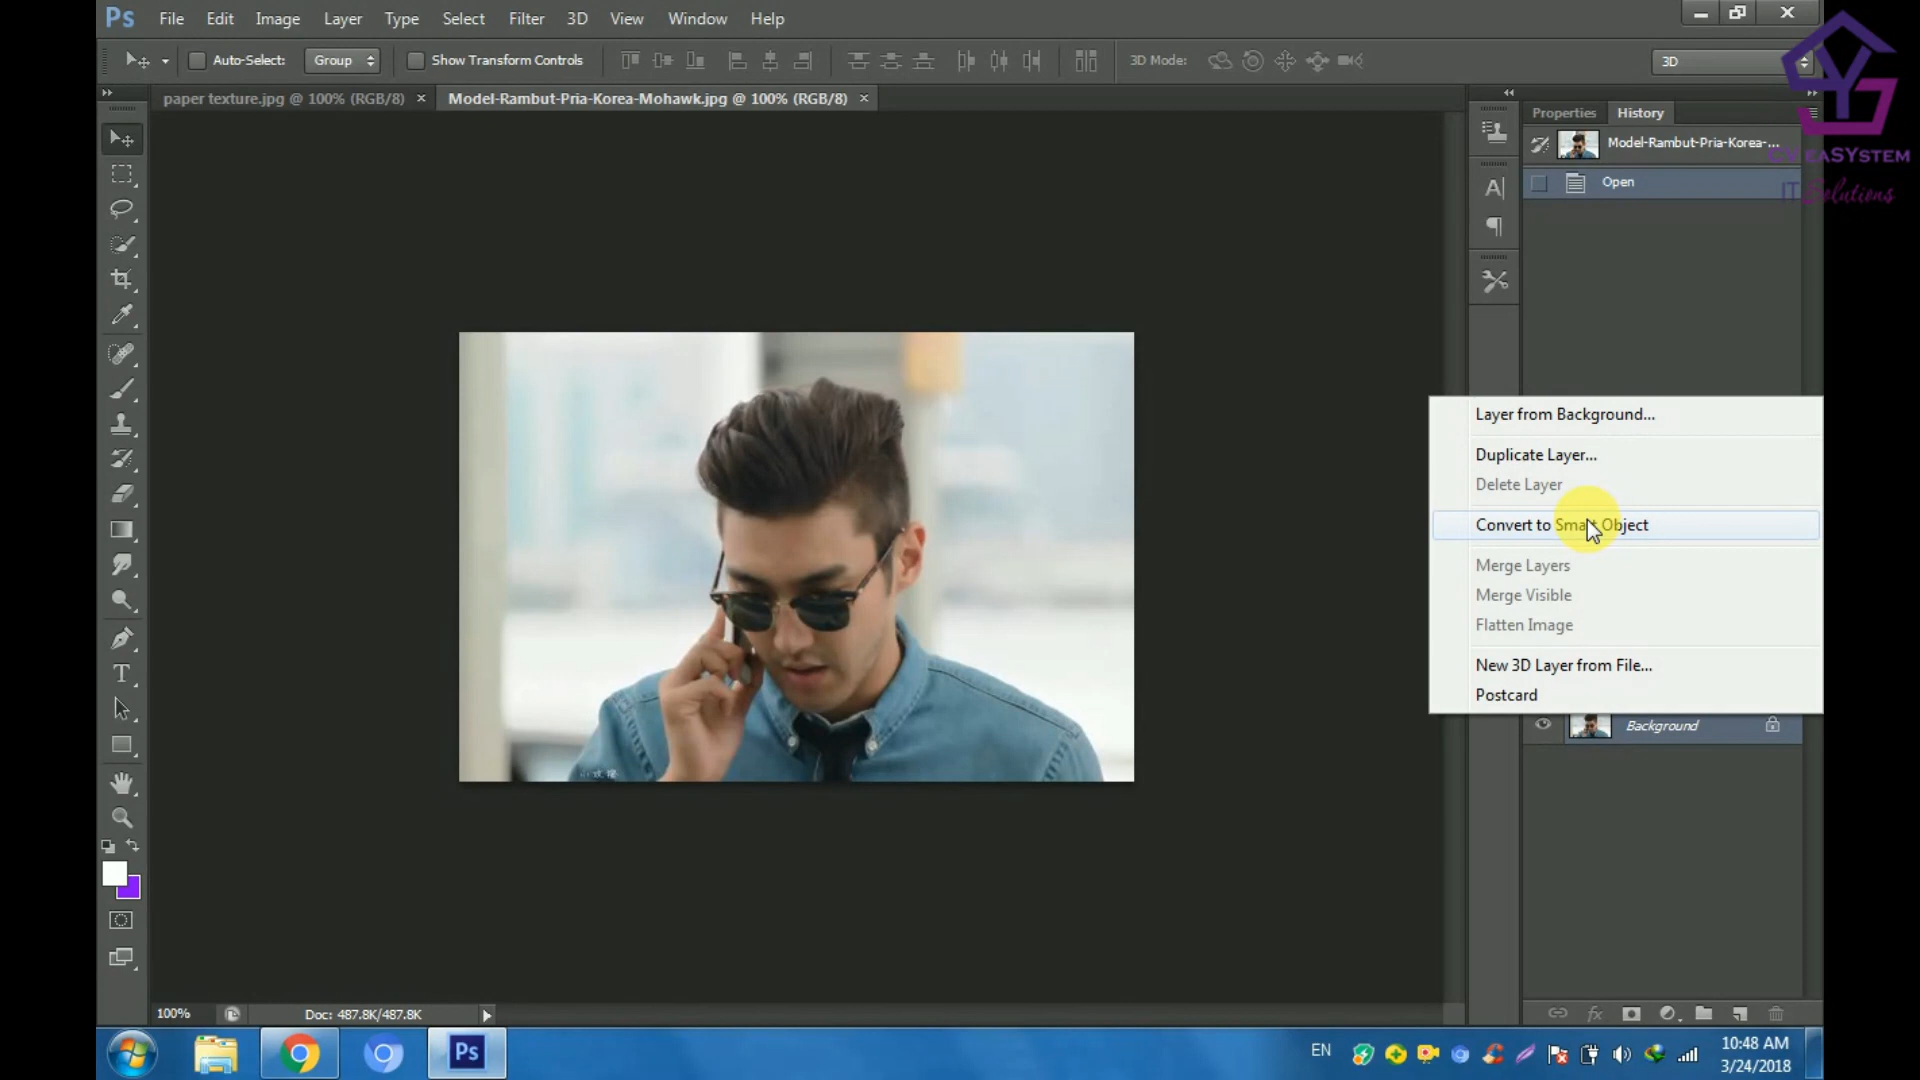 Ps File Edit Image Layer Type Select Filter 3D View Window Help
Auto-Select: Group Show Transform Controls 3D Mode: 3D
paper texture.jpg @ 100% (RGB/8) × Model-Rambut-Pria-Korea-Mohawk.jpg @ 100% (RGB/8) ×
Properties History
Model-Rambut-Pria-Korea-...
Open
CV eaSYstem
IT Solutions
Layer from Background...
Duplicate Layer...
Delete Layer
Convert to Smart Object
Merge Layers
Merge Visible
Flatten Image
New 3D Layer from File...
Postcard
Background
100% Doc: 487.8K/487.8K
Ps EN 10:48 AM
3/24/2018